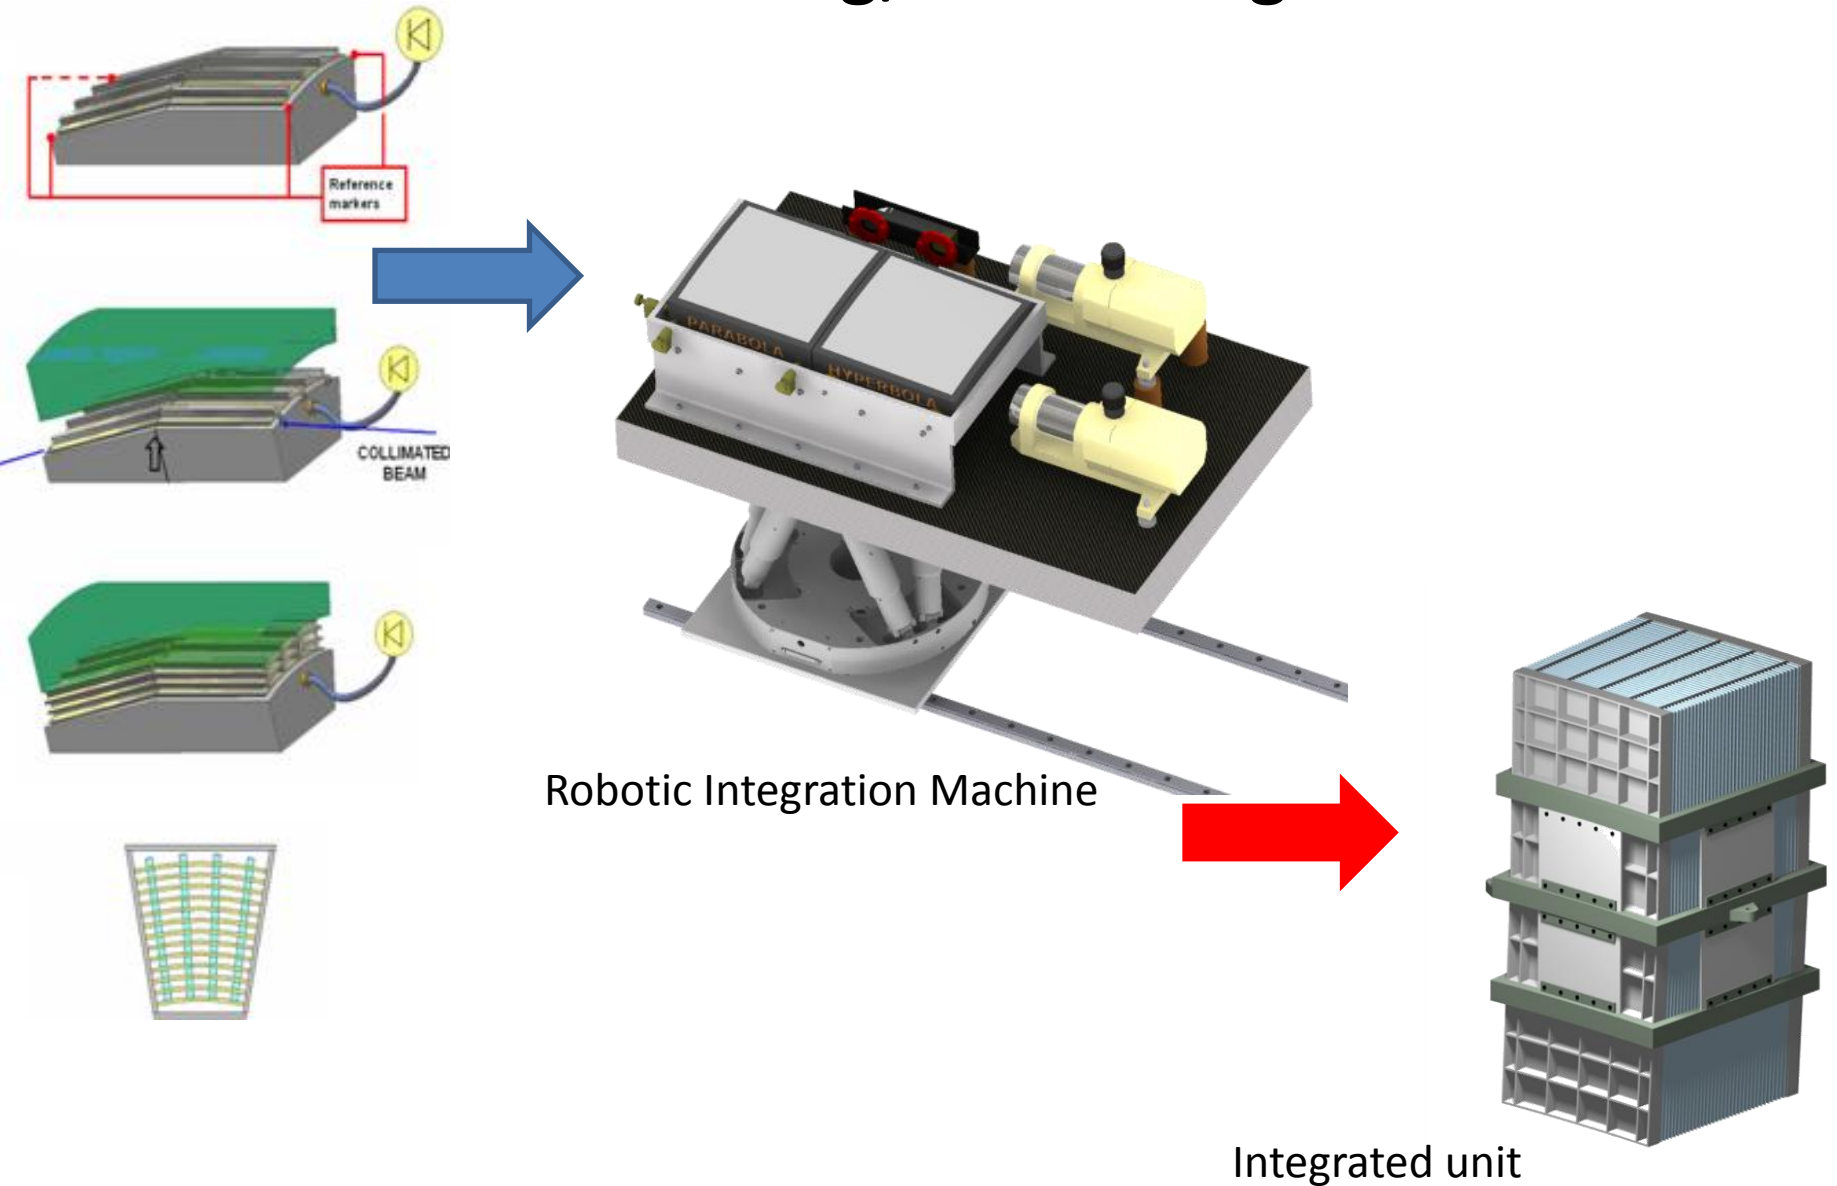 Reference
markers
COLLIMATED
BEAM
PARABOLA
HYPERBOLA
Robotic Integration Machine
Integrated unit